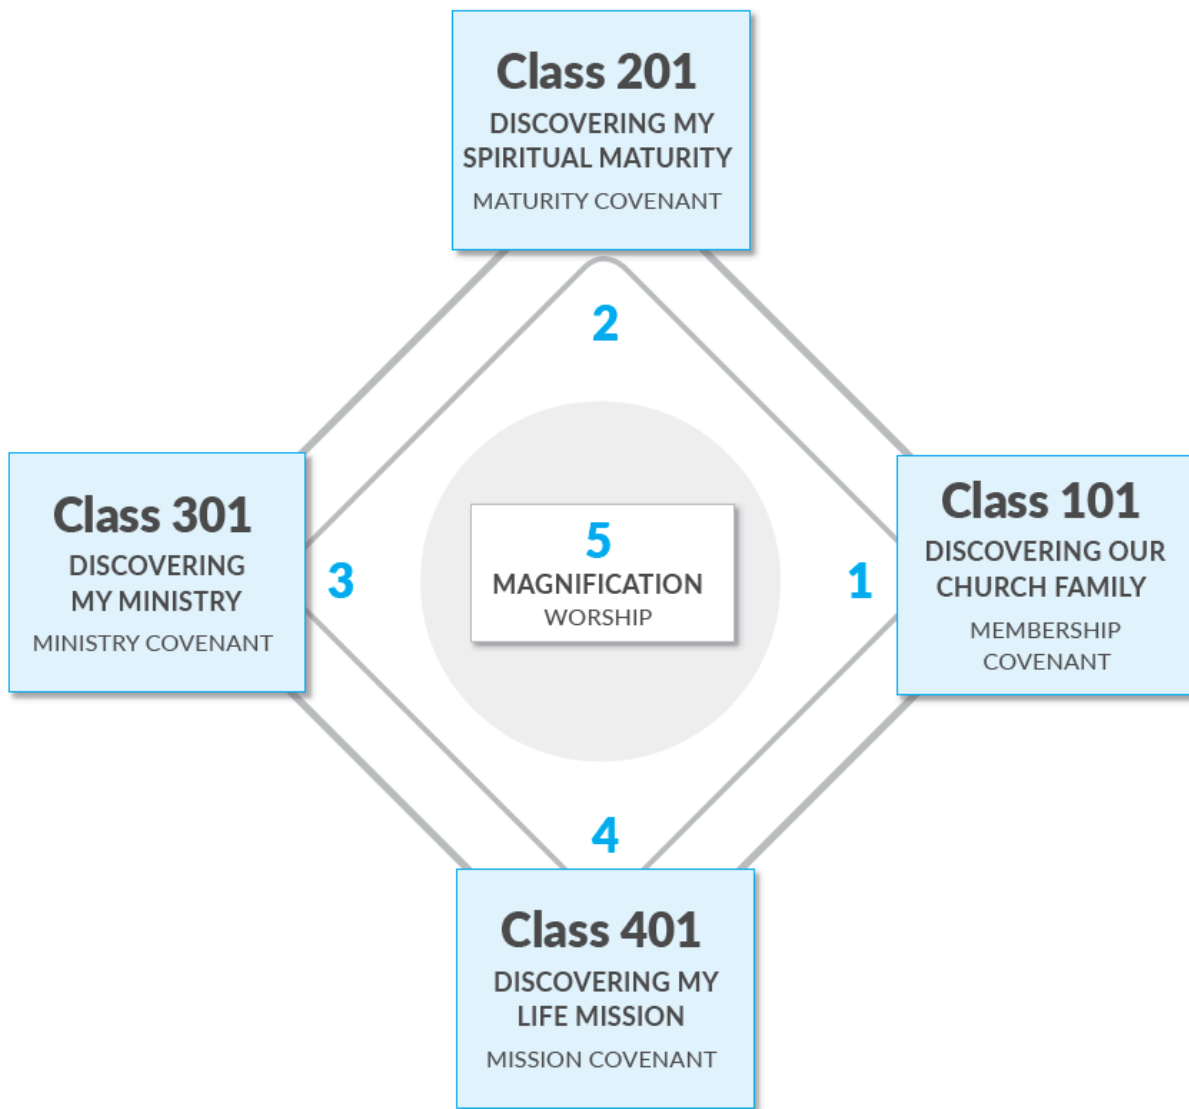 Class 201
DISCOVERING MY
SPIRITUAL MATURITY
MATURITY COVENANT
2
Class 301
DISCOVERING
MY MINISTRY
MINISTRY COVENANT
3
5
MAGNIFICATION
WORSHIP
1
Class 101
DISCOVERING OUR
CHURCH FAMILY
MEMBERSHIP
COVENANT
4
Class 401
DISCOVERING MY
LIFE MISSION
MISSION COVENANT